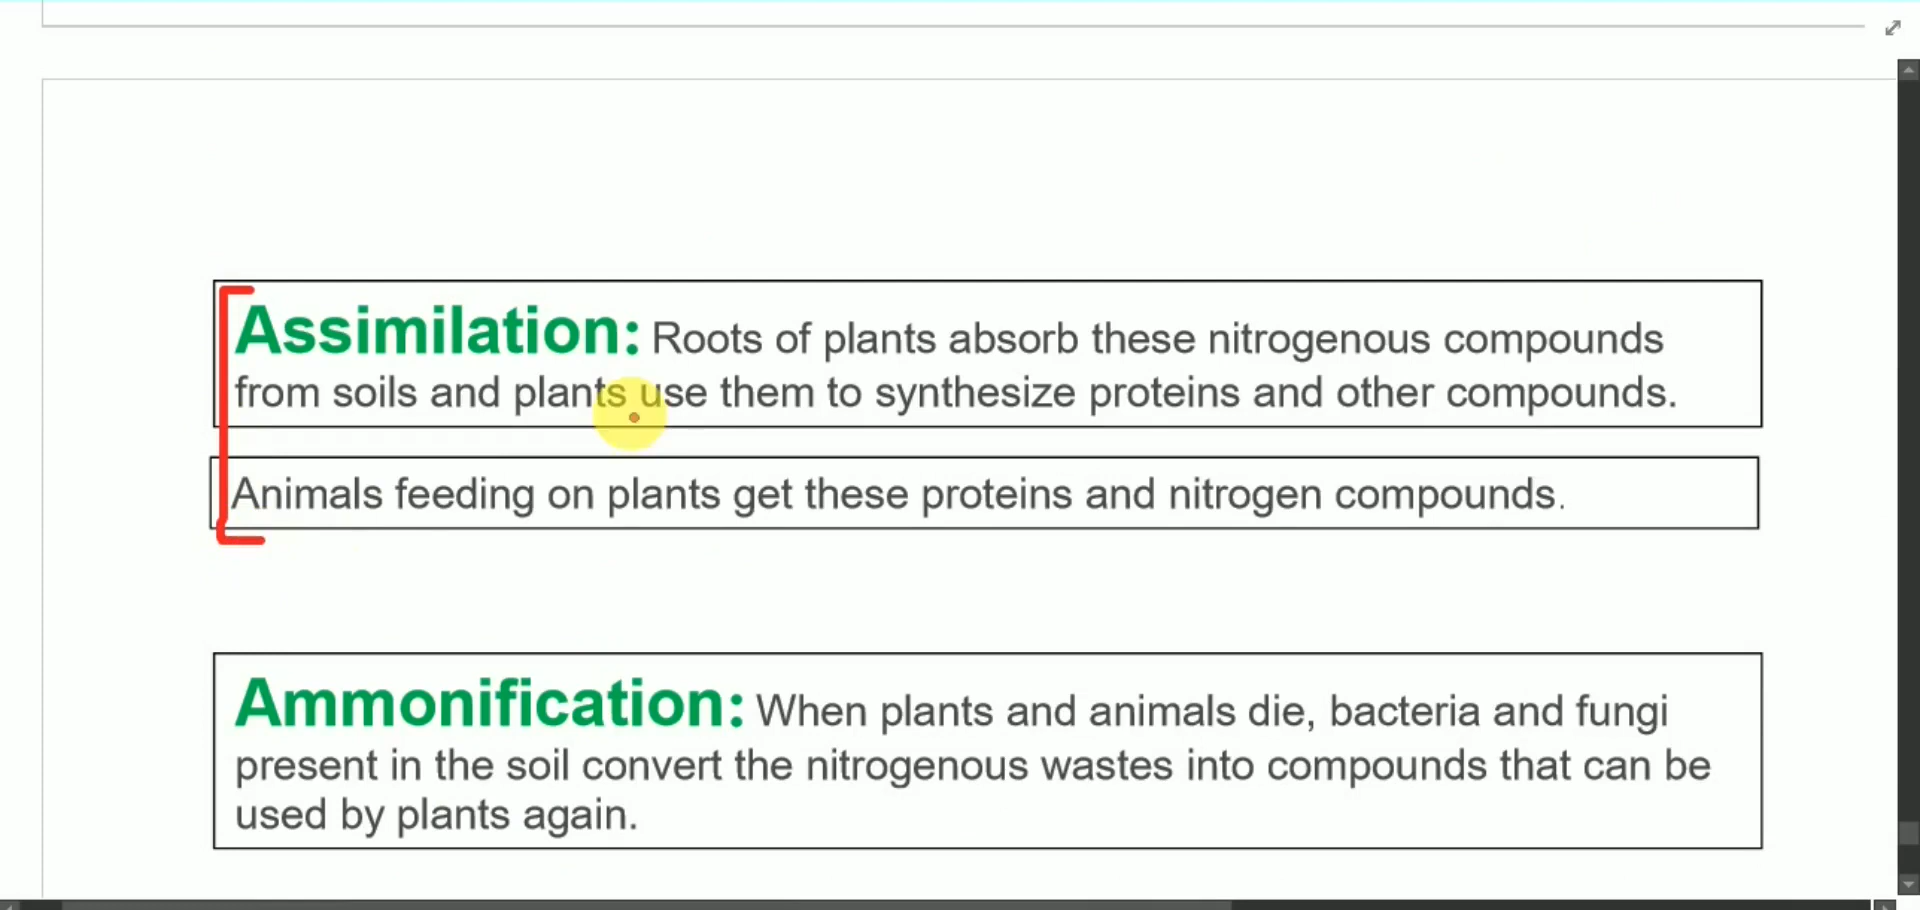 Assimilation: Roots of plants absorb these nitrogenous compounds
from soils and plants use them to synthesize proteins and other compounds.
Animals feeding on plants get these proteins and nitrogen compounds.
Ammonification: When plants and animals die, bacteria and fungi
present in the soil convert the nitrogenous wastes into compounds that can be
used by plants again.